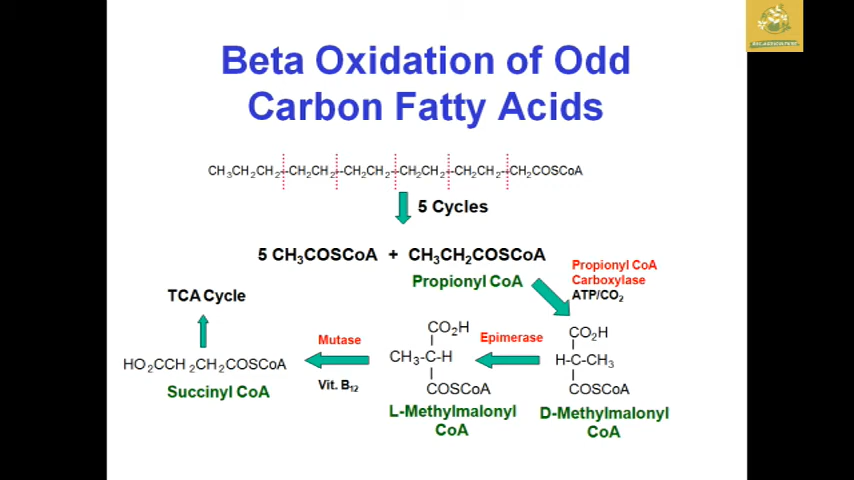 Beta Oxidation of Odd
Carbon Fatty Acids
CH₃CH₂CH₂--CH₂CH₂--CH₂CH₂--CH₂CH₂--CH₂CH₂--CH₂COSCoA
5 Cycles
5 CH₃COSCoA + CH₃CH₂COSCoA
Propionyl CoA
Propionyl CoA
Carboxylase
ATP/CO₂
TCA Cycle
CO₂H
H-C-CH₃
COSCoA
D-Methylmalonyl
CoA
Epimerase
CO₂H
CH₃-C-H
COSCoA
L-Methylmalonyl
CoA
Mutase
Vit. B₁₂
HO₂CCH₂CH₂COSCoA
Succinyl CoA